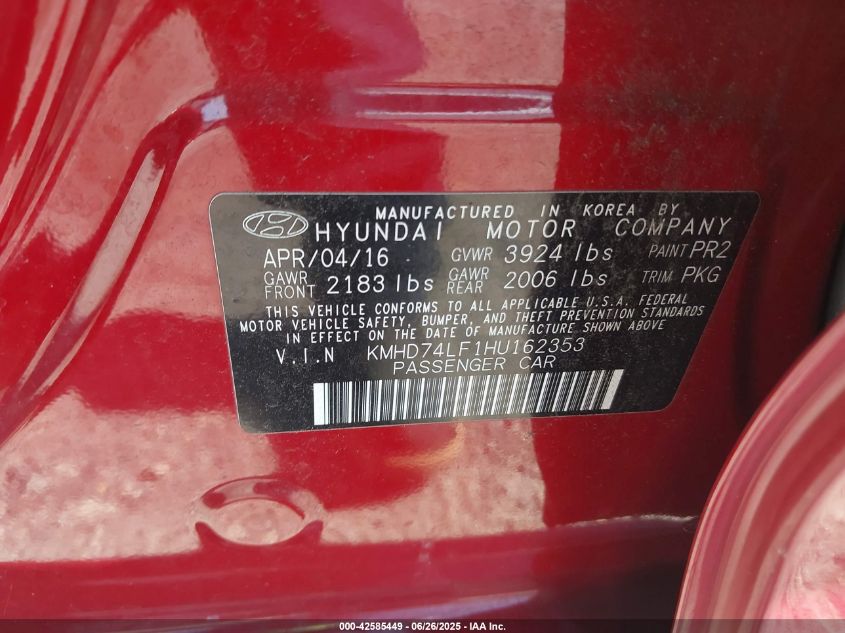 MANUFACTURED IN KOREA BY
HYUNDAI MOTOR COMPANY
APR/04/16 GVWR 3924 lbs PAINT PR2
GAWR FRONT 2183 lbs GAWR REAR 2006 lbs TRIM PKG
THIS VEHICLE CONFORMS TO ALL APPLICABLE U.S.A. FEDERAL
MOTOR VEHICLE SAFETY, BUMPER, AND THEFT PREVENTION STANDARDS
IN EFFECT ON THE DATE OF MANUFACTURE SHOWN ABOVE
V.I.N KMHD74LF1HU162353
PASSENGER CAR
000-42585449 - 06/26/2025 - IAA Inc.